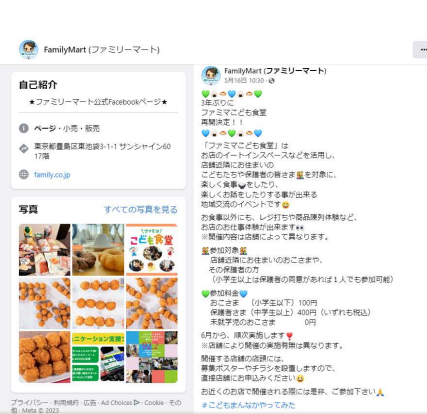 FamilyMart (ファミリーマート)
自己紹介
★ファミリーマート公式Facebookページ★
ページ・小売・販売
東京都豊島区東池袋3-1-1 サンシャイン60
17階
family.co.jp
写真
すべての写真を見る
ファミマ
こども食堂
プライバシー · 利用規約 · 広告 · Ad Choices · Cookie · その
他 · Meta © 2023
FamilyMart (ファミリーマート)
5月16日 10:30 ·
3年ぶりに
ファミマこども食堂
再開決定！！
「ファミマこども食堂」は
お店のイートインスペースなどを活用し、
店舗近隣にお住まいの
こどもたちや保護者の皆さま👨‍👩‍👧を対象に、
楽しく食事🍚をしたり、
楽しくお話をしたりする事が出来る
地域交流のイベントです😀
お食事以外にも、レジ打ちや商品陳列体験など、
お店のお仕事体験が出来ます👀
※開催内容は店舗によって異なります。
参加対象
店舗近隣にお住まいのおこさまや、
その保護者の方
（小学生以上は保護者の同意があれば１人でも参加可能）
💚参加料金💚
おこさま （小学生以下）100円
保護者さま（中学生以上）400円（いずれも税込）
未就学児のおこさま 0円
6月から、順次実施します
※店舗により開催の実施有無は異なります。
開催する店舗の店頭には、
募集ポスターやチラシを設置しますので、
直接店舗にお申込みください😀
お近くのお店で開催される際には是非、ご参加下さい🙏
#こどもまんなかやってみた